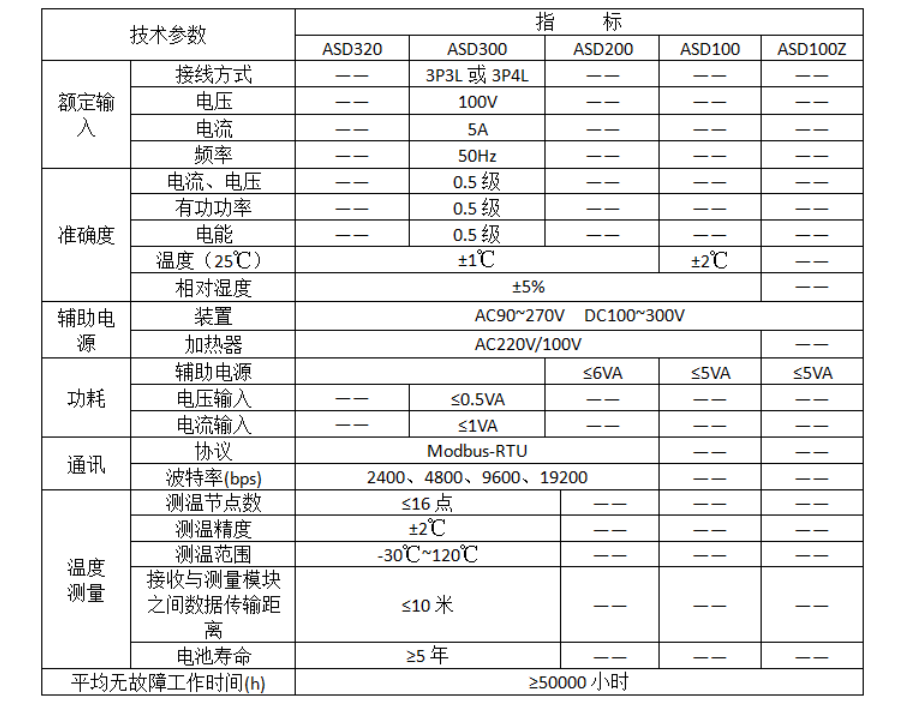 技术参数 指 标
ASD320 ASD300 ASD200 ASD100 ASD100Z
额定输入 接线方式 —— 3P3L 或 3P4L —— —— ——
电压 —— 100V —— —— ——
电流 —— 5A —— —— ——
频率 —— 50Hz —— —— ——
准确度 电流、电压 —— 0.5 级 —— —— ——
有功功率 —— 0.5 级 —— —— ——
电能 —— 0.5 级 —— —— ——
温度（25℃） ±1℃ ±2℃ ——
相对湿度 ±5% ——
辅助电源 装置 AC90~270V DC100~300V
加热器 AC220V/100V ——
功耗 辅助电源 ≤6VA ≤5VA ≤5VA
电压输入 —— ≤0.5VA —— —— ——
电流输入 —— ≤1VA —— —— ——
通讯 协议 Modbus-RTU —— ——
波特率(bps) 2400、4800、9600、19200 —— ——
温度测量 测温节点数 ≤16 点 —— —— ——
测温精度 ±2℃ —— —— ——
测温范围 -30℃~120℃ —— —— ——
接收与测量模块
之间数据传输距
离 ≤10 米 —— —— ——
电池寿命 ≥5 年 —— —— ——
平均无故障工作时间(h) ≥50000 小时